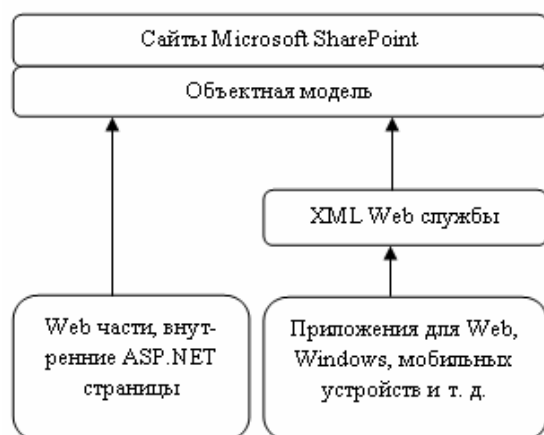 Сайты Microsoft SharePoint
Объектная модель
XML Web службы
Web части, внут-
ренние ASP.NET
страницы
Приложения для Web,
Windows, мобильных
устройств и т. д.